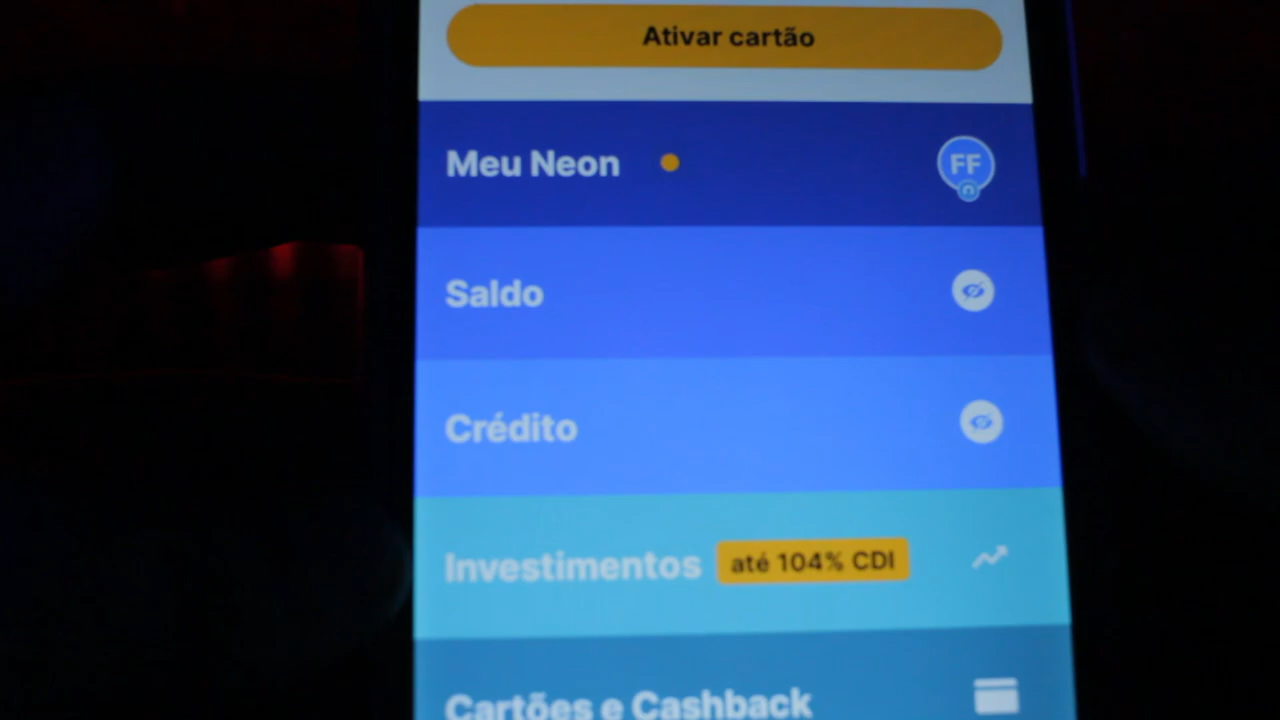 Ativar cartão
Meu Neon
FF
Saldo
Crédito
Investimentos até 104% CDI
Cartões e Cashback